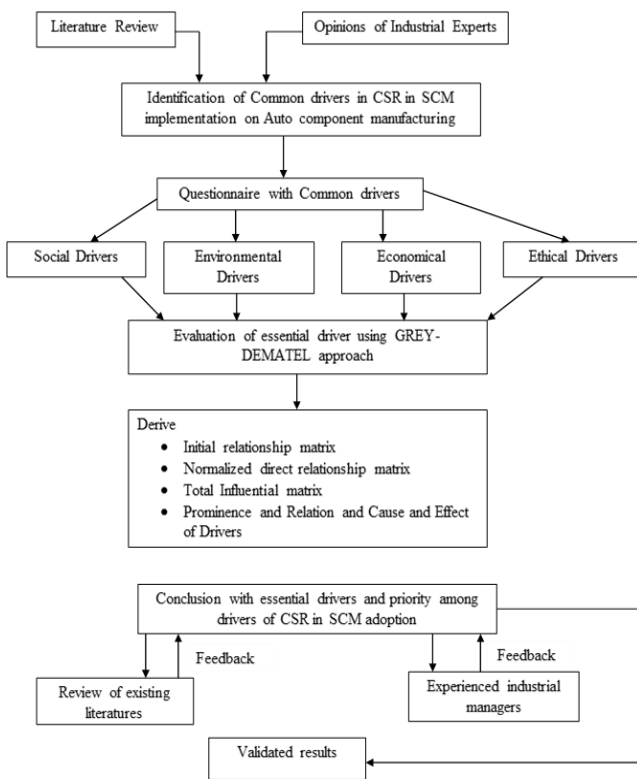 Literature Review
Opinions of Industrial Experts
Identification of Common drivers in CSR in SCM
implementation on Auto component manufacturing
Questionnaire with Common drivers
Social Drivers
Environmental
Drivers
Economical
Drivers
Ethical Drivers
Evaluation of essential driver using GREY-
DEMATEL approach
Derive
• Initial relationship matrix
• Normalized direct relationship matrix
• Total Influential matrix
• Prominence and Relation and Cause and Effect
of Drivers
Conclusion with essential drivers and priority among
drivers of CSR in SCM adoption
Feedback
Feedback
Review of existing
literatures
Experienced industrial
managers
Validated results